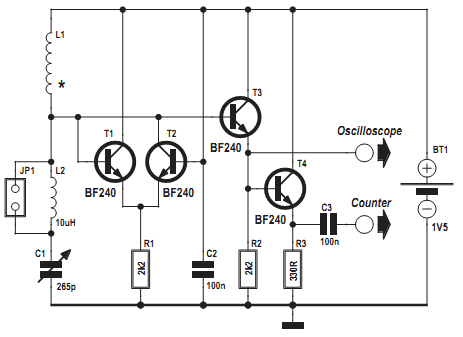 L1
*
T1
T2
T3
BF240
BF240
BF240
Oscilloscope
T4
BT1
JP1
L2
10uH
BF240
Counter
C3
100n
1V5
C1
265p
R1
2k2
C2
100n
R2
2k2
R3
330R